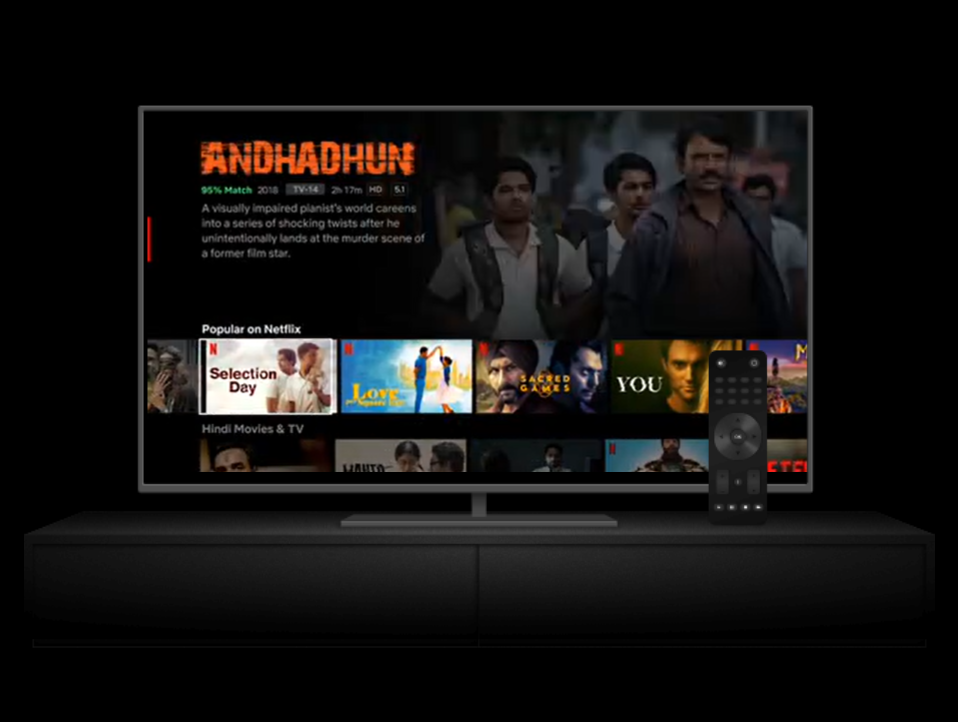 ANDHADHUN
95% Match 2018 TV-14 2h 17m HD 5.1
A visually impaired pianist's world careens
into a series of shocking twists after he
unintentionally lands at the murder scene of
a former film star.
Popular on Netflix
N N N N M
Selection
Day
Love
Square Foot
SACRED
GAMES
YOU
Hindi Movies & TV
N
MANTO
OK